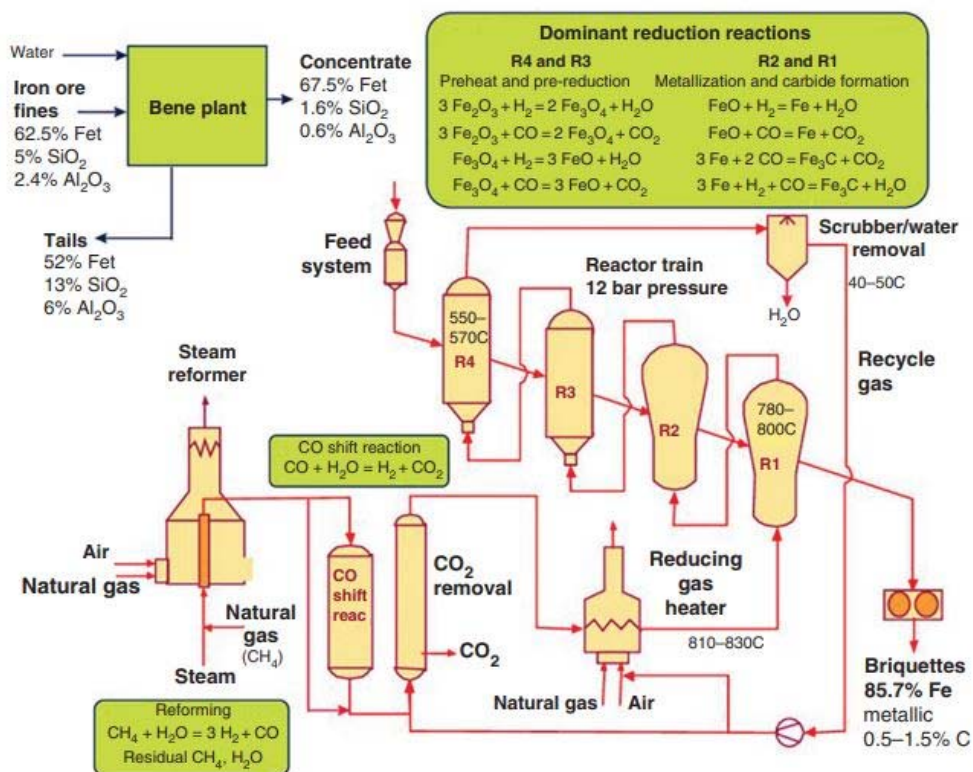 Water
Iron ore
fines
62.5% Fet
5% SiO₂
2.4% Al₂O₃
Bene plant
Concentrate
67.5% Fet
1.6% SiO₂
0.6% Al₂O₃
Tails
52% Fet
13% SiO₂
6% Al₂O₃
Dominant reduction reactions
R4 and R3
Preheat and pre-reduction
3 Fe₂O₃ + H₂ = 2 Fe₃O₄ + H₂O
3 Fe₂O₃ + CO = 2 Fe₃O₄ + CO₂
Fe₃O₄ + H₂ = 3 FeO + H₂O
Fe₃O₄ + CO = 3 FeO + CO₂
R2 and R1
Metallization and carbide formation
FeO + H₂ = Fe + H₂O
FeO + CO = Fe + CO₂
3 Fe + 2 CO = Fe₃C + CO₂
3 Fe + H₂ + CO = Fe₃C + H₂O
Feed
system
Reactor train
12 bar pressure
Scrubber/water
removal
40–50C
H₂O
Recycle
gas
550–
570C
R4
R3
R2
780–
800C
R1
Steam
reformer
CO shift reaction
CO + H₂O = H₂ + CO₂
Air
Natural gas
Natural
gas
(CH₄)
Steam
CO
shift
reac
CO₂
removal
CO₂
Reducing
gas
heater
810–830C
Natural gas
Air
Briquettes
85.7% Fe
metallic
0.5–1.5% C
Reforming
CH₄ + H₂O = 3 H₂ + CO
Residual CH₄, H₂O